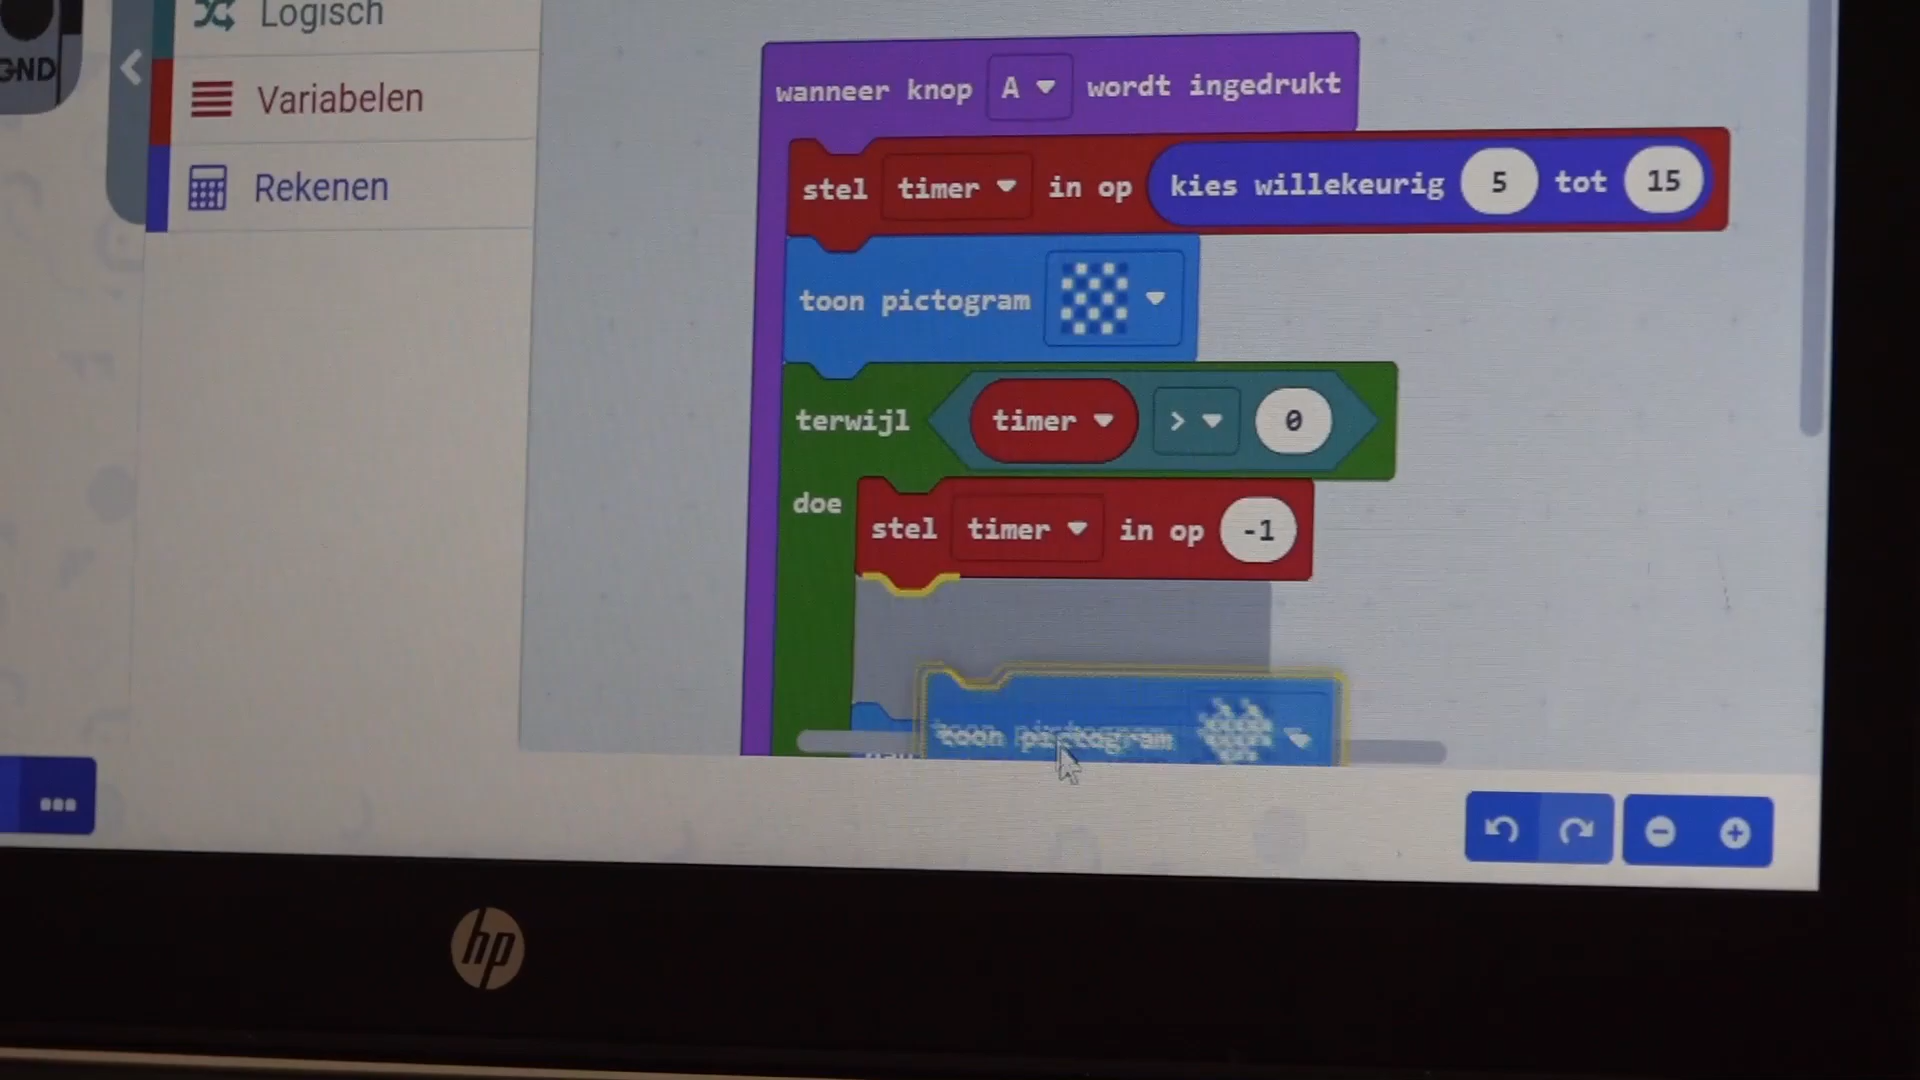 GND
Logisch
Variabelen
Rekenen
wanneer knop A wordt ingedrukt
stel timer in op kies willekeurig 5 tot 15
toon pictogram
terwijl timer > 0
doe
stel timer in op -1
toon pictogram
hp